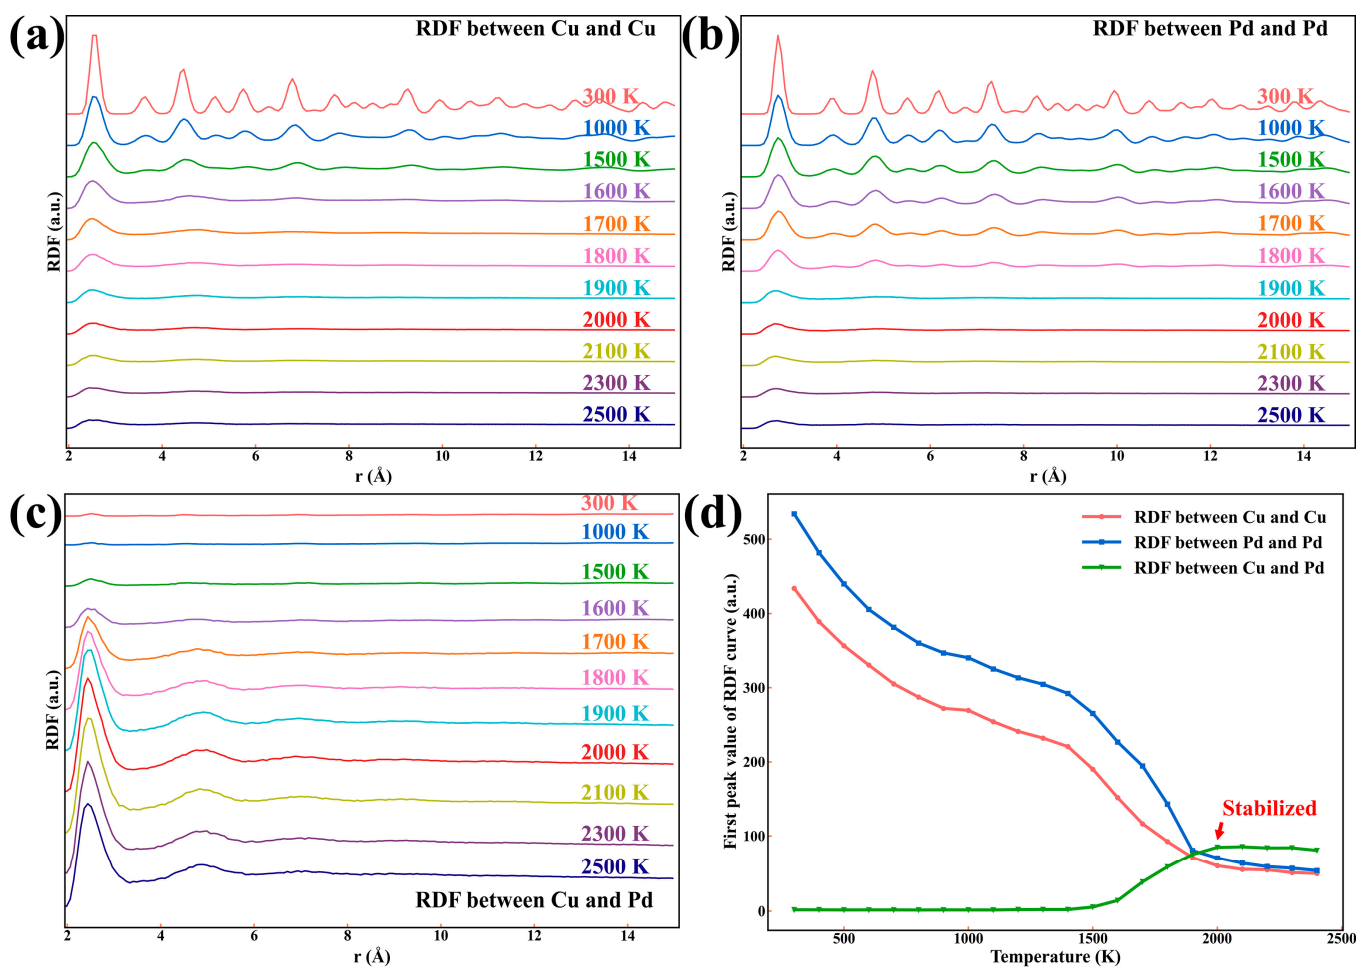 (a)
RDF between Cu and Cu
300 K
1000 K
1500 K
1600 K
1700 K
1800 K
1900 K
2000 K
2100 K
2300 K
2500 K
RDF (a.u.)
2 4 6 8 10 12 14
r (Å)
(b)
RDF between Pd and Pd
300 K
1000 K
1500 K
1600 K
1700 K
1800 K
1900 K
2000 K
2100 K
2300 K
2500 K
RDF (a.u.)
2 4 6 8 10 12 14
r (Å)
(c)
300 K
1000 K
1500 K
1600 K
1700 K
1800 K
1900 K
2000 K
2100 K
2300 K
2500 K
RDF between Cu and Pd
RDF (a.u.)
2 4 6 8 10 12 14
r (Å)
(d)
RDF between Cu and Cu
RDF between Pd and Pd
RDF between Cu and Pd
Stabilized
First peak value of RDF curve (a.u.)
500
400
300
200
100
0
500 1000 1500 2000 2500
Temperature (K)